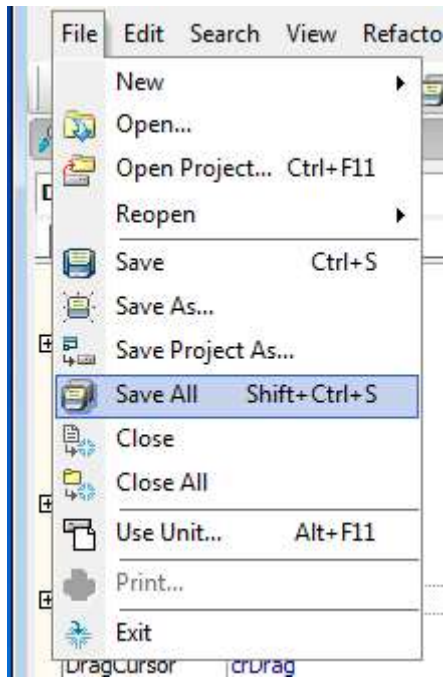 File Edit Search View Refacto
New
Open...
Open Project... Ctrl+F11
Reopen
Save Ctrl+S
Save As...
Save Project As...
Save All Shift+Ctrl+S
Close
Close All
Use Unit... Alt+F11
Print...
Exit
DragCursor crDrag